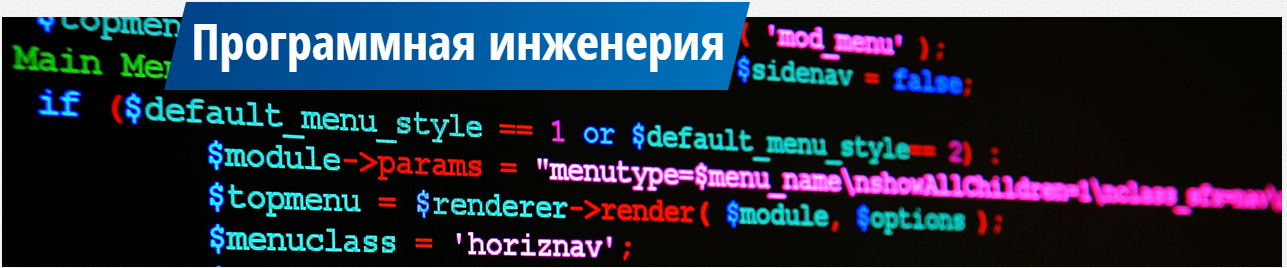 Программная инженерия
$topmen
( 'mod_menu' );
Main Men
$sidenav = false;
if ($default_menu_style == 1 or $default_menu_style== 2) :
$module->params = "menutype=$menu_name\nshowAllChildren=1\nclass_sfx=nav\
$topmenu = $renderer->render( $module, $options );
$menuclass = 'horiznav';